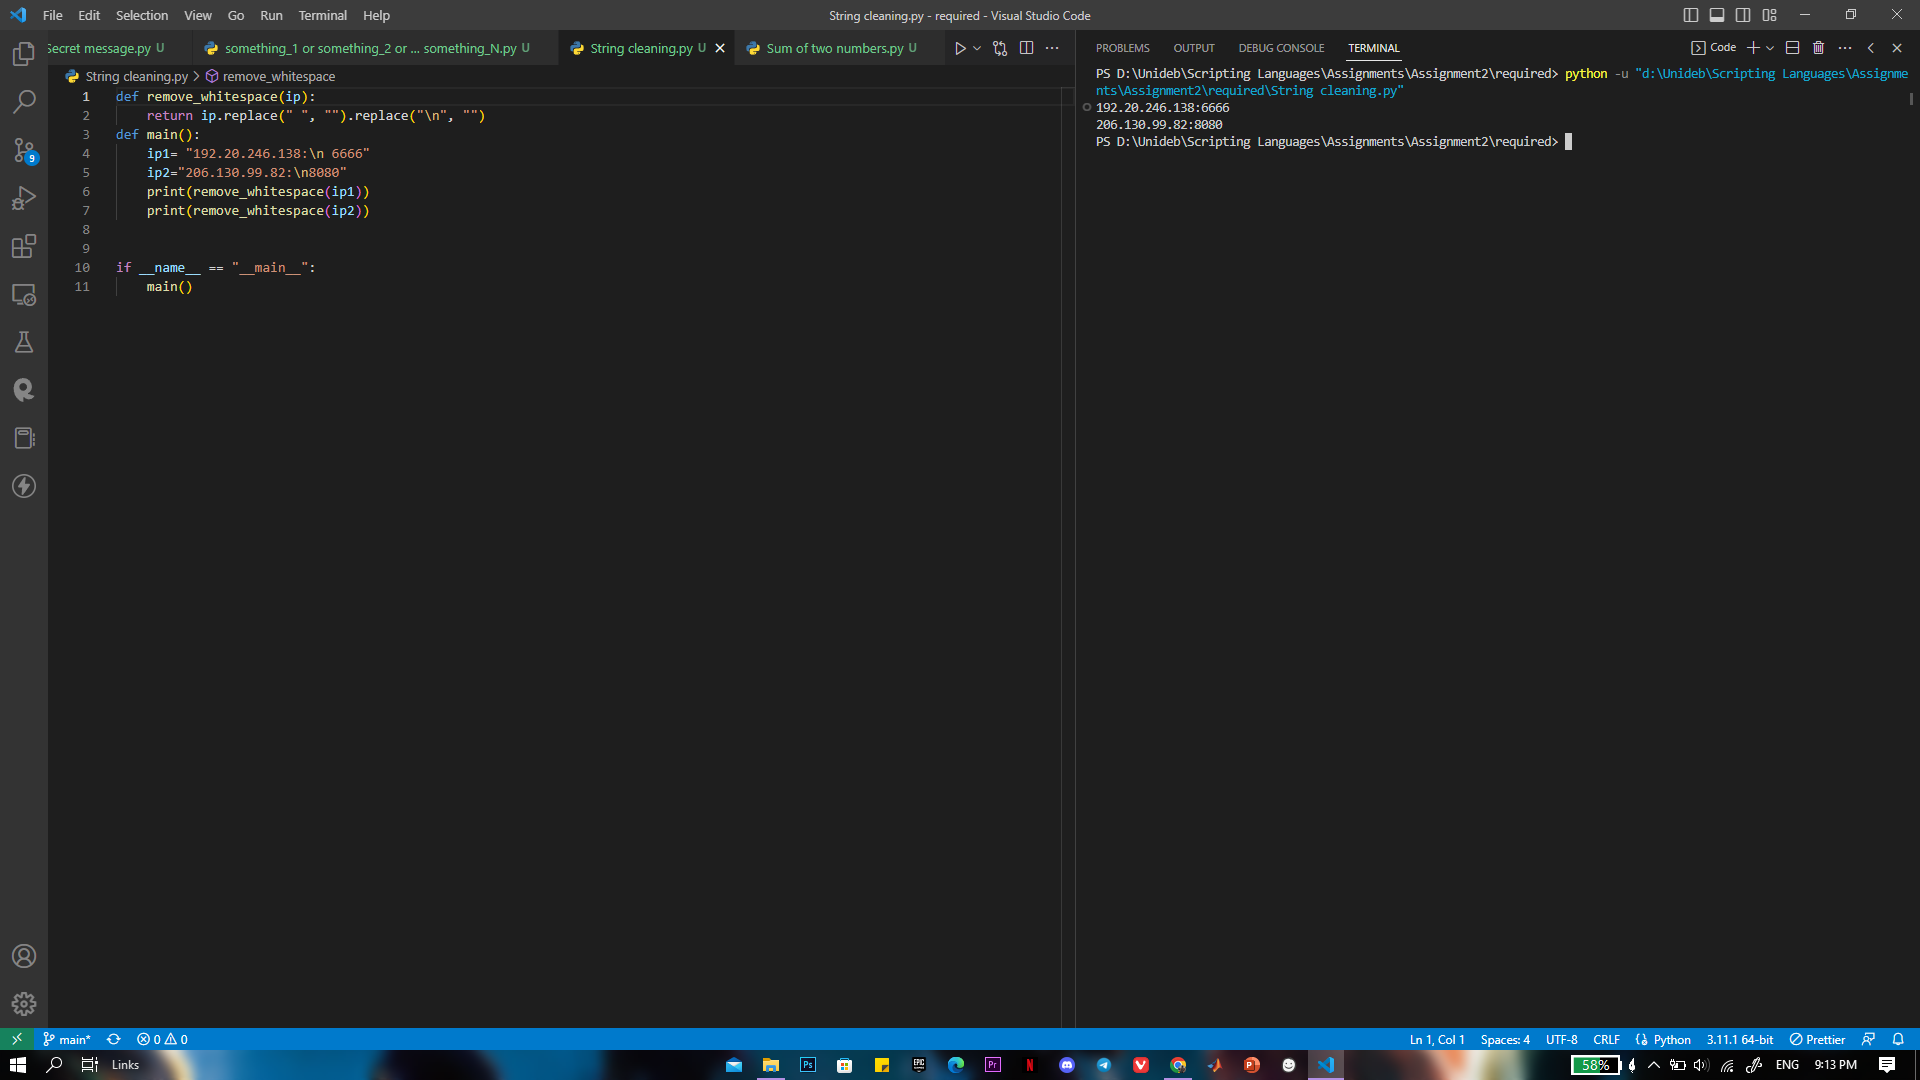 File Edit Selection View Go Run Terminal Help
String cleaning.py - required - Visual Studio Code
Secret message.py U
something_1 or something_2 or ... something_N.py U
String cleaning.py U
Sum of two numbers.py U
String cleaning.py > remove_whitespace
1 def remove_whitespace(ip):
2 return ip.replace(" ", "").replace("\n", "")
3 def main():
4 ip1= "192.20.246.138:\n 6666"
5 ip2="206.130.99.82:\n8080"
6 print(remove_whitespace(ip1))
7 print(remove_whitespace(ip2))
8
9
10 if __name__ == "__main__":
11 main()
PROBLEMS OUTPUT DEBUG CONSOLE TERMINAL
Code
PS D:\Unideb\Scripting Languages\Assignments\Assignment2\required> python -u "d:\Unideb\Scripting Languages\Assignme
nts\Assignment2\required\String cleaning.py"
192.20.246.138:6666
206.130.99.82:8080
PS D:\Unideb\Scripting Languages\Assignments\Assignment2\required>
9
main* 0 0
Ln 1, Col 1 Spaces: 4 UTF-8 CRLF Python 3.11.1 64-bit Prettier
Links
Ps
EPIC
Pr
N
58%
ENG
9:13 PM